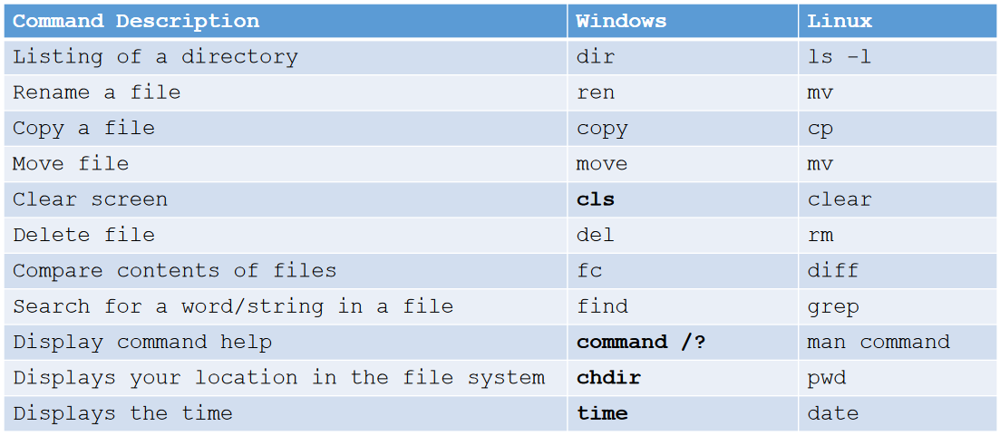 Command Description Windows Linux
Listing of a directory dir ls –l
Rename a file ren mv
Copy a file copy cp
Move file move mv
Clear screen cls clear
Delete file del rm
Compare contents of files fc diff
Search for a word/string in a file find grep
Display command help command /? man command
Displays your location in the file system chdir pwd
Displays the time time date